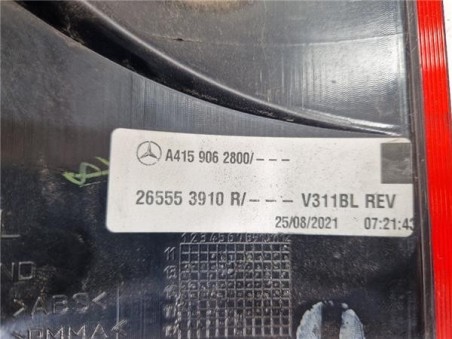 A415 906 2800/---
26555 3910 R/--- V311BL REV
25/08/2021 07:21:43
>ABS<